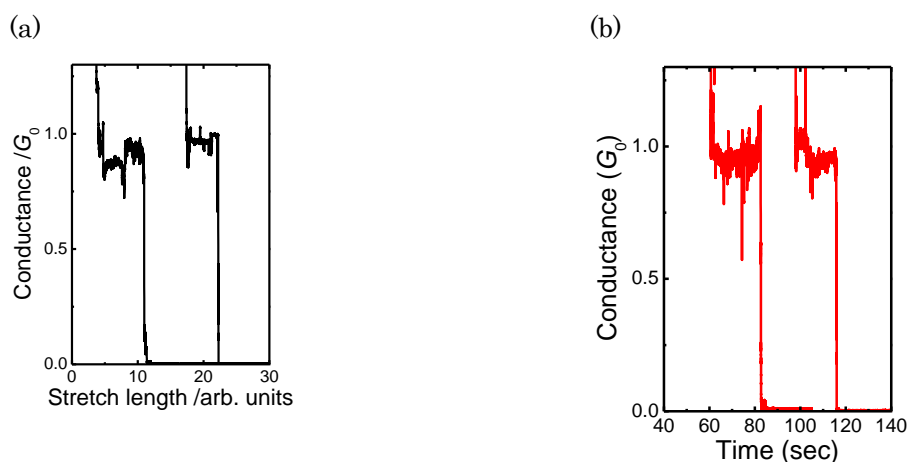 (a)
Conductance /G₀
1.0
0.5
0.0
0 10 20 30
Stretch length /arb. units
(b)
Conductance (G₀)
1.0
0.5
0.0
40 60 80 100 120 140
Time (sec)